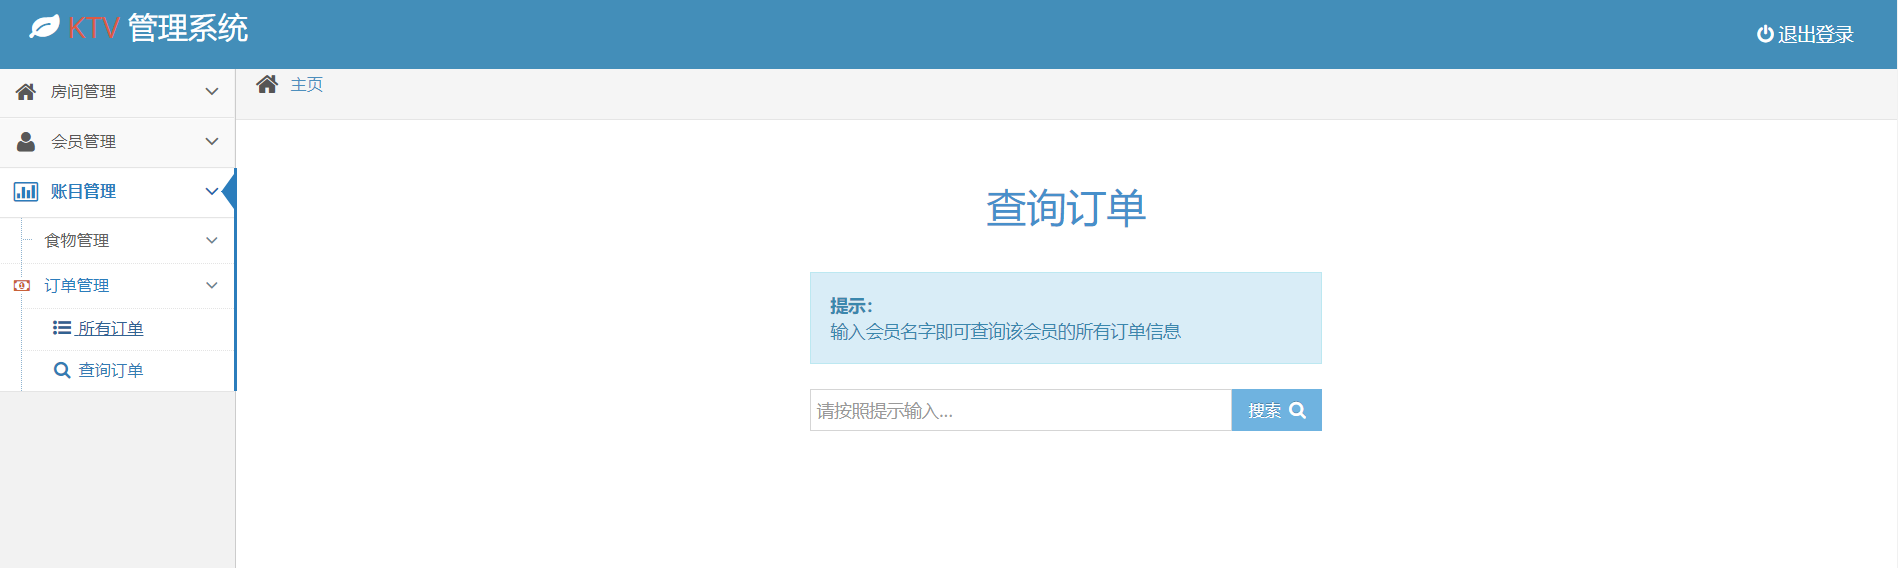 KTV 管理系统
退出登录
房间管理
会员管理
账目管理
食物管理
订单管理
所有订单
查询订单
主页
查询订单
提示：
输入会员名字即可查询该会员的所有订单信息
请按照提示输入...
搜索